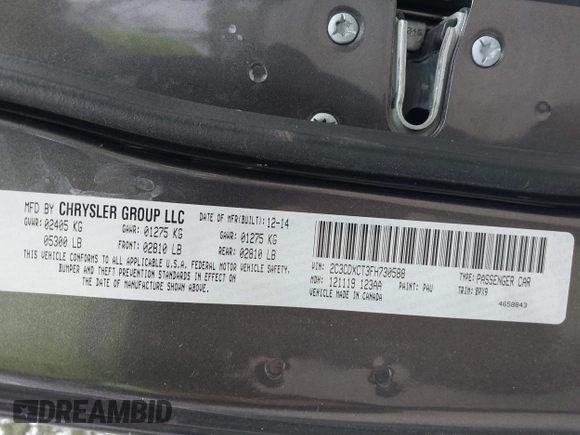 MFD BY CHRYSLER GROUP LLC
DATE OF MFR(BUILT): 12-14
GVWR: 02405 KG
GAWR: 01275 KG
GAWR: 01275 KG
05300 LB
FRONT: 02810 LB
REAR: 02810 LB
THIS VEHICLE CONFORMS TO ALL APPLICABLE U.S.A. FEDERAL MOTOR VEHICLE SAFETY,
BUMPER AND THEFT PREVENTION STANDARDS IN EFFECT ON
THE DATE OF MANUFACTURE SHOWN ABOVE.
VIN: 2C3CDXCT3FH730588
TYPE: PASSENGER CAR
MDH: 121119 123AA
PAINT: PAU
TRIM: BPX9
VEHICLE MADE IN CANADA
4658843
DREAMBID